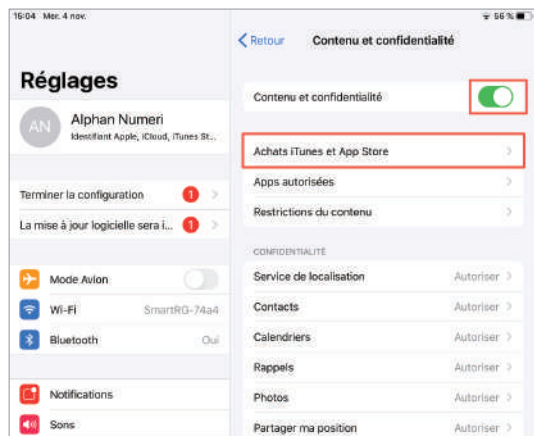 15:04 Mer. 4 nov.
56 %
Retour
Contenu et confidentialité
Réglages
AN
Alphan Numeri
Identifiant Apple, iCloud, iTunes St...
Terminer la configuration 1
La mise à jour logicielle sera i... 1
Mode Avion
Wi-Fi SmartRG-74a4
Bluetooth Oui
Notifications
Sons
Contenu et confidentialité
Achats iTunes et App Store
Apps autorisées
Restrictions du contenu
CONFIDENTIALITÉ
Service de localisation Autoriser
Contacts Autoriser
Calendriers Autoriser
Rappels Autoriser
Photos Autoriser
Partager ma position Autoriser